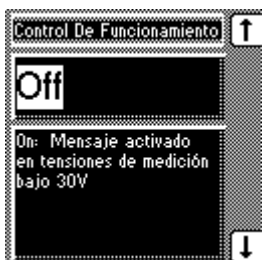 Control De Funcionamiento
Off
On: Mensaje activado
en tensiones de medición
bajo 30V